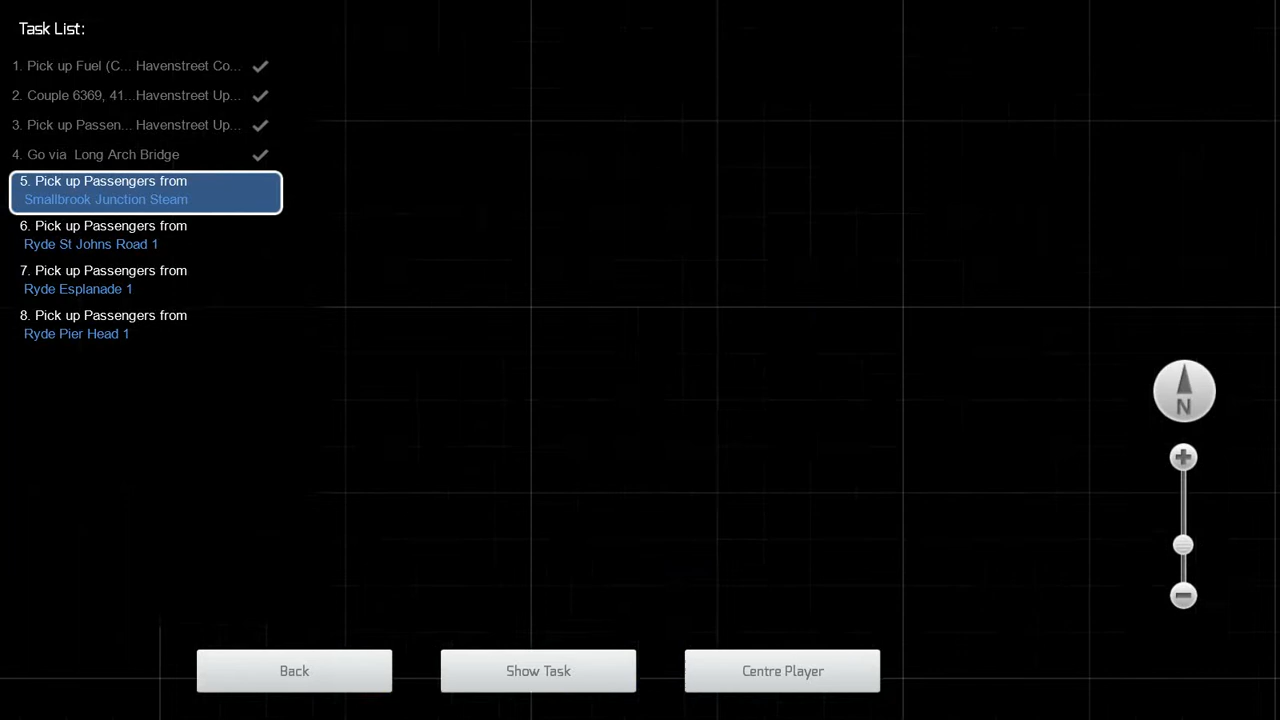 Task List:
1. Pick up Fuel (C... Havenstreet Co...
2. Couple 6369, 41...Havenstreet Up...
3. Pick up Passen... Havenstreet Up...
4. Go via  Long Arch Bridge
5. Pick up Passengers from
Smallbrook Junction Steam
6. Pick up Passengers from
Ryde St Johns Road 1
7. Pick up Passengers from
Ryde Esplanade 1
8. Pick up Passengers from
Ryde Pier Head 1
N
Back
Show Task
Centre Player